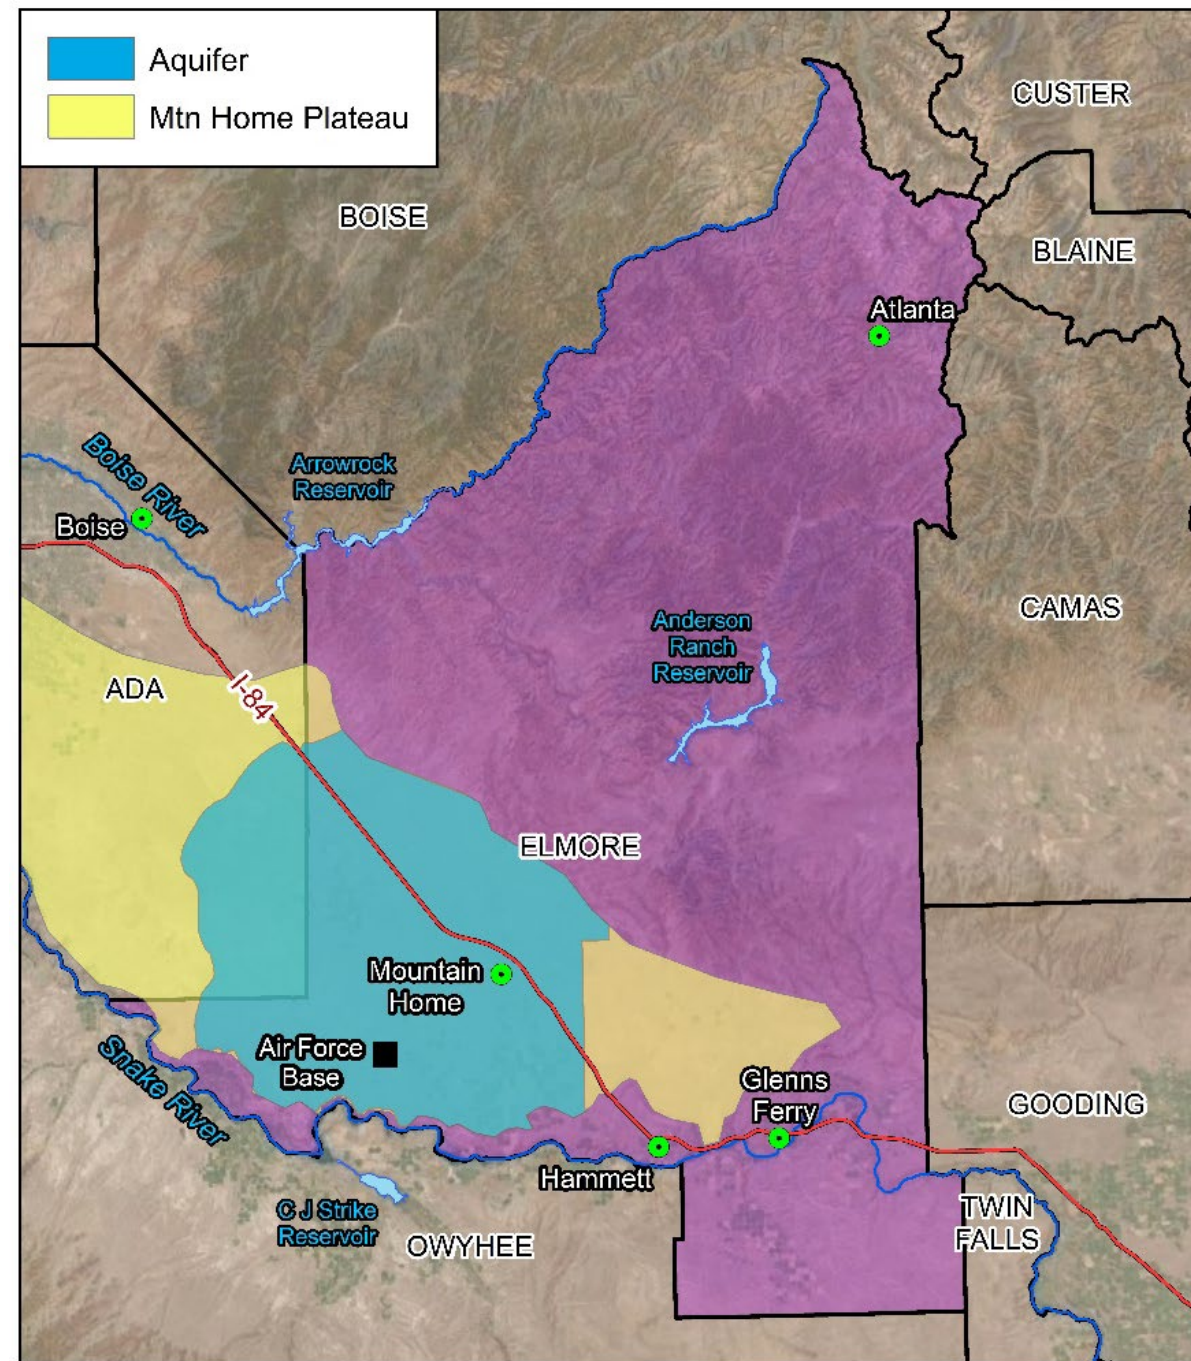 Aquifer
Mtn Home Plateau
CUSTER
BOISE
BLAINE
Atlanta
Boise River
Arrowrock
Reservoir
Boise
CAMAS
Anderson
Ranch
Reservoir
ADA
I-84
ELMORE
Mountain
Home
Air Force
Base
Snake River
Glenns
Ferry
GOODING
Hammett
C J Strike
Reservoir
OWYHEE
TWIN
FALLS